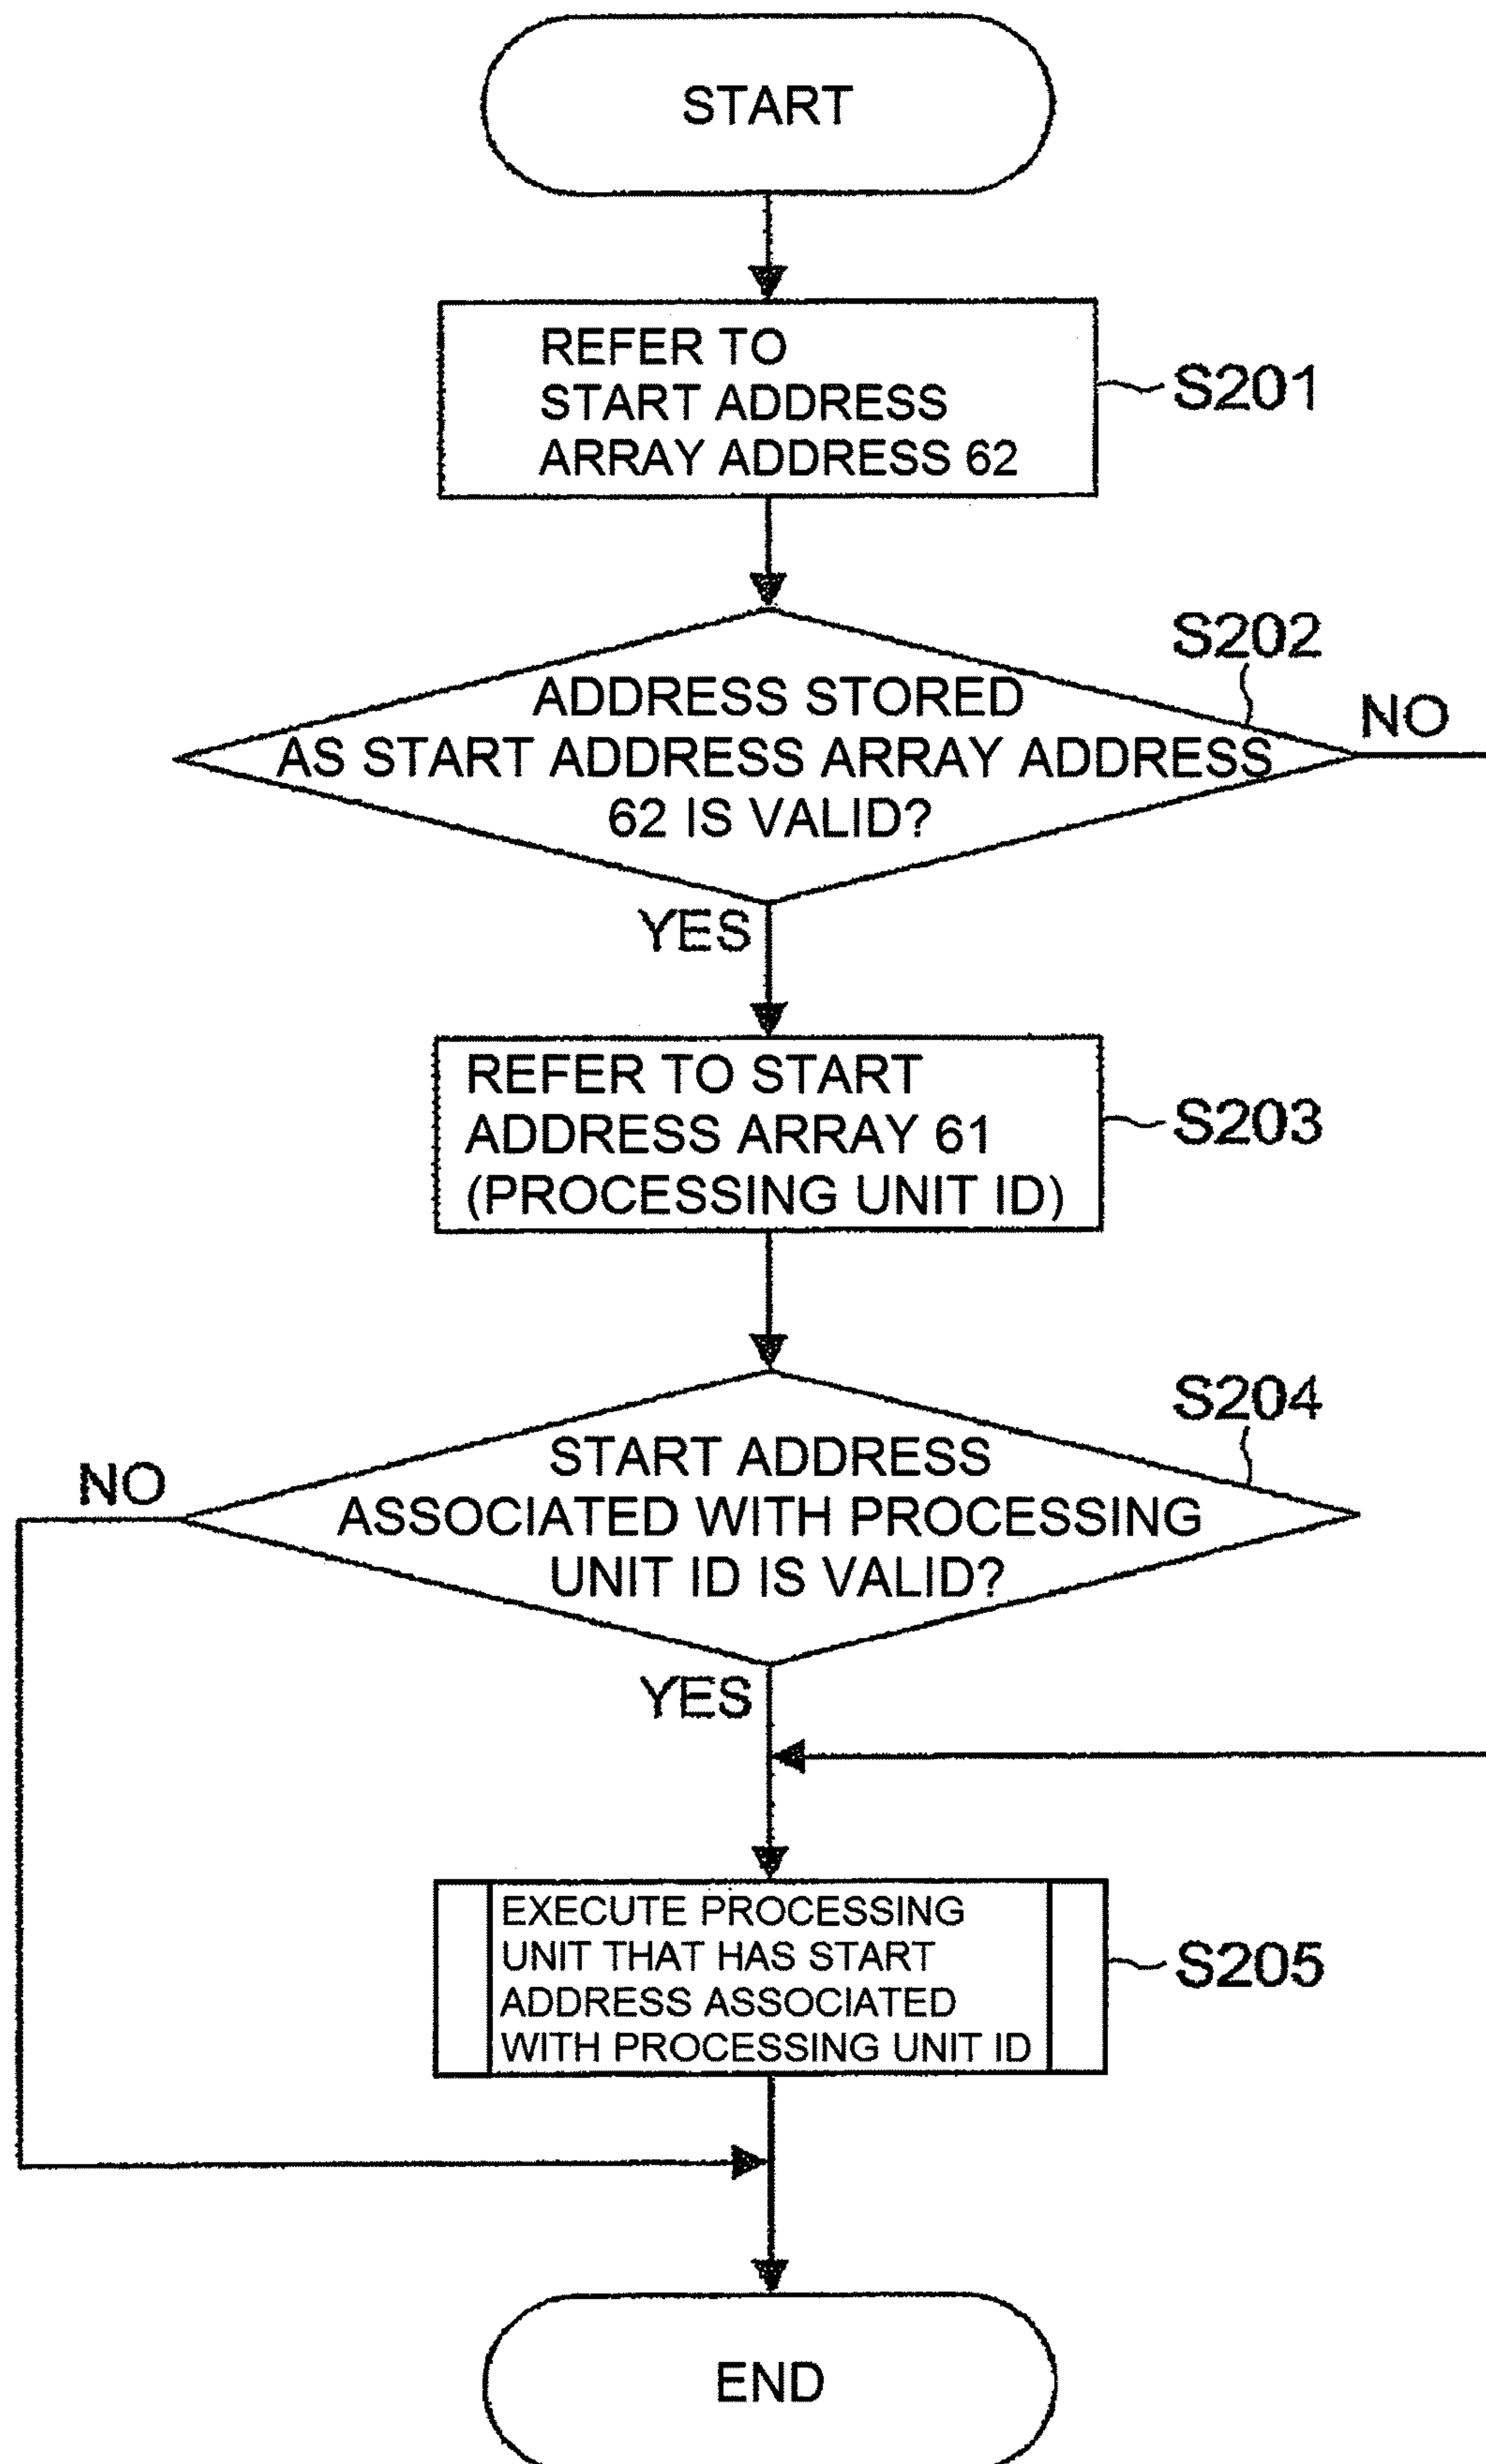 START
REFER TO
START ADDRESS
ARRAY ADDRESS 62
S201
S202
ADDRESS STORED
AS START ADDRESS ARRAY ADDRESS
62 IS VALID?
NO
YES
REFER TO START
ADDRESS ARRAY 61
(PROCESSING UNIT ID)
S203
S204
START ADDRESS
ASSOCIATED WITH PROCESSING
UNIT ID IS VALID?
NO
YES
EXECUTE PROCESSING
UNIT THAT HAS START
ADDRESS ASSOCIATED
WITH PROCESSING UNIT ID
S205
END